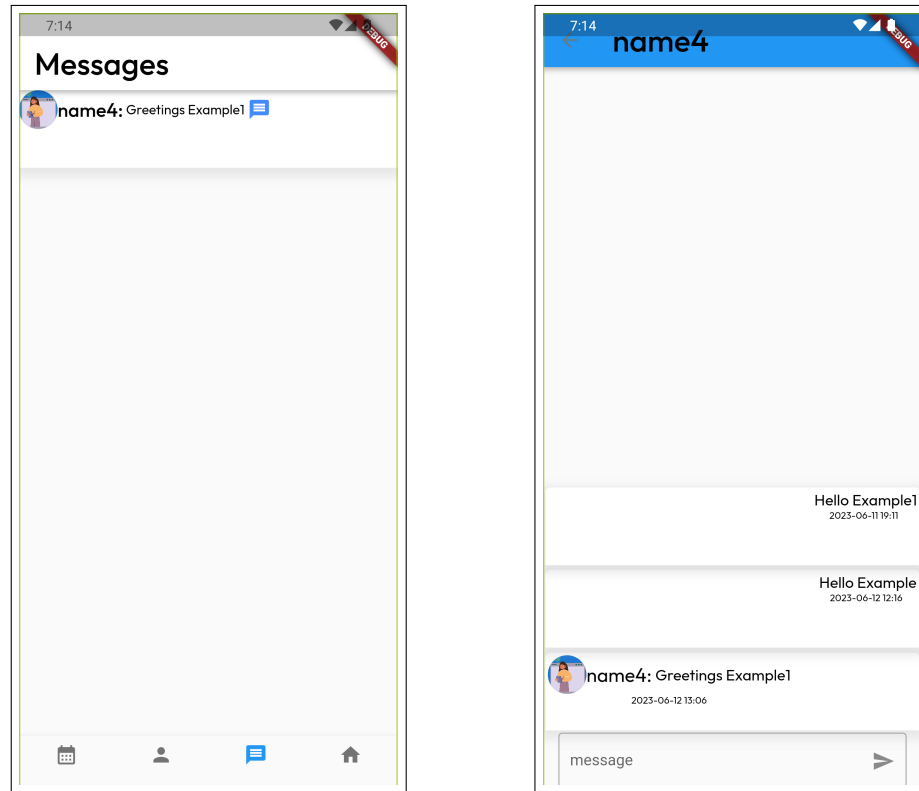 7:14
DEBUG
Messages
name4: Greetings Example1
7:14
DEBUG
name4
Hello Example1
2023-06-11 19:11
Hello Example
2023-06-12 12:16
name4: Greetings Example1
2023-06-12 13:06
message